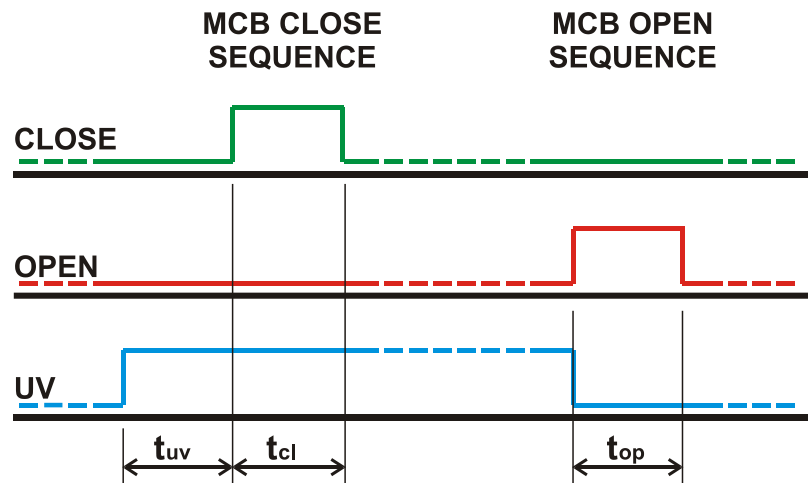 MCB CLOSE
SEQUENCE
MCB OPEN
SEQUENCE
CLOSE
OPEN
UV
tuv
tcl
top